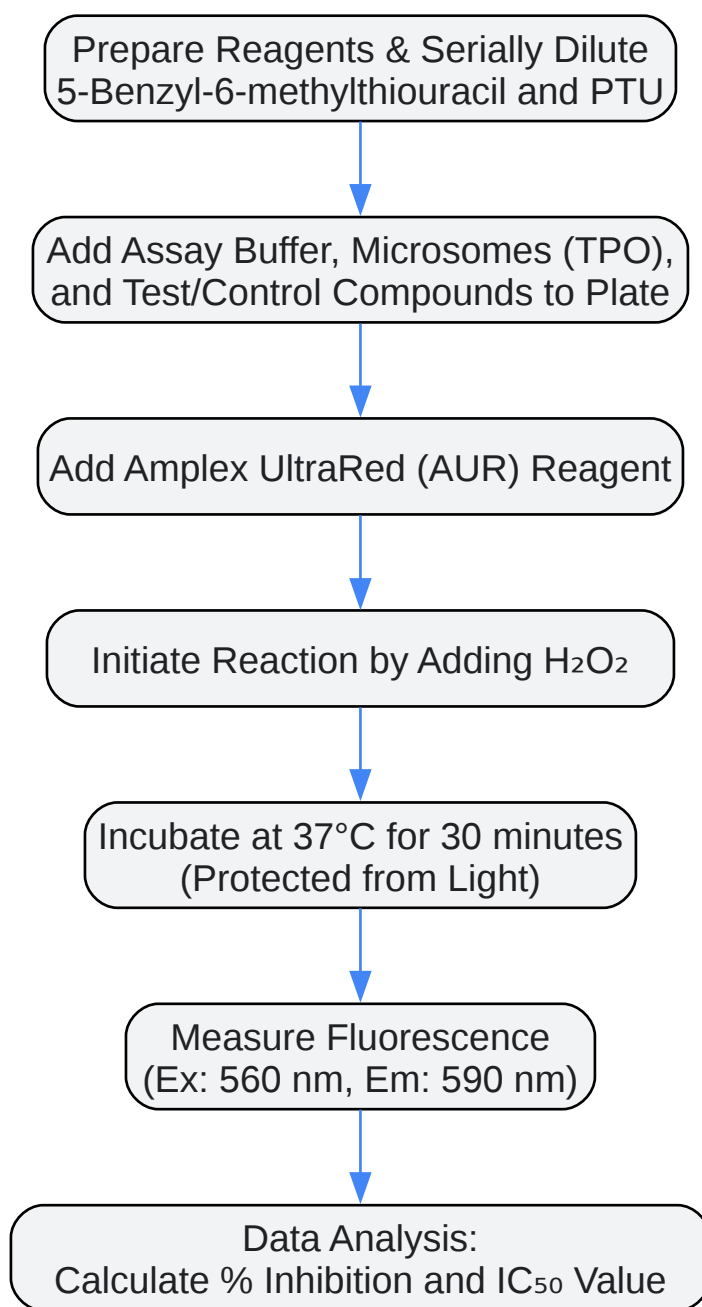 Prepare Reagents & Serially Dilute
5-Benzyl-6-methylthiouracil and PTU
Add Assay Buffer, Microsomes (TPO),
and Test/Control Compounds to Plate
Add Amplex UltraRed (AUR) Reagent
Initiate Reaction by Adding H₂O₂
Incubate at 37°C for 30 minutes
(Protected from Light)
Measure Fluorescence
(Ex: 560 nm, Em: 590 nm)
Data Analysis:
Calculate % Inhibition and IC₅₀ Value